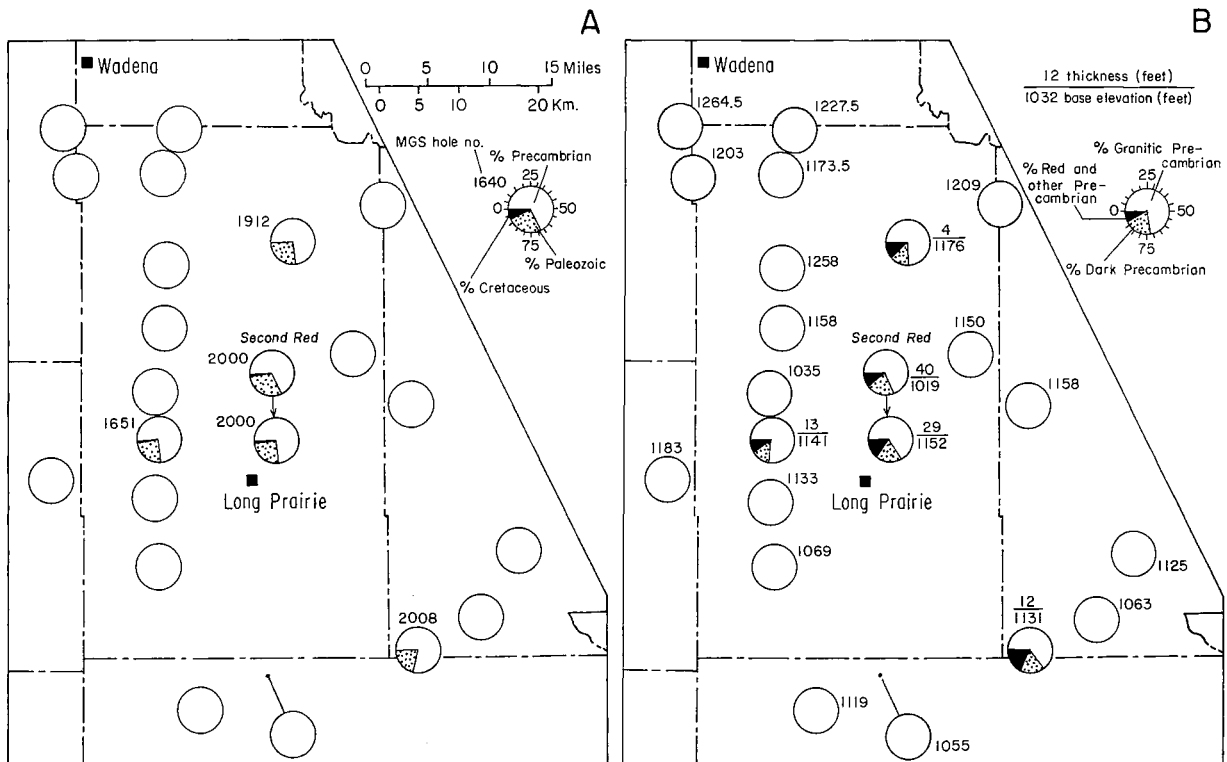 A
Wadena
0 5 10 15 Miles
0 5 10 20 Km.
MGS hole no.
1640
% Precambrian
25
0
50
75
% Paleozoic
% Cretaceous
1912
Second Red
2000
2000
1651
Long Prairie
2008
B
Wadena
12 thickness (feet)
1032 base elevation (feet)
1264.5
1227.5
1203
1173.5
1209
% Granitic Pre-
cambrian
% Red and
other Pre-
cambrian
25
0
50
75
% Dark Precambrian
4
1176
1258
1158
Second Red
1150
40
1019
1035
1158
13
1141
29
1152
1183
1133
Long Prairie
1069
1125
12
1131
1063
1119
1055